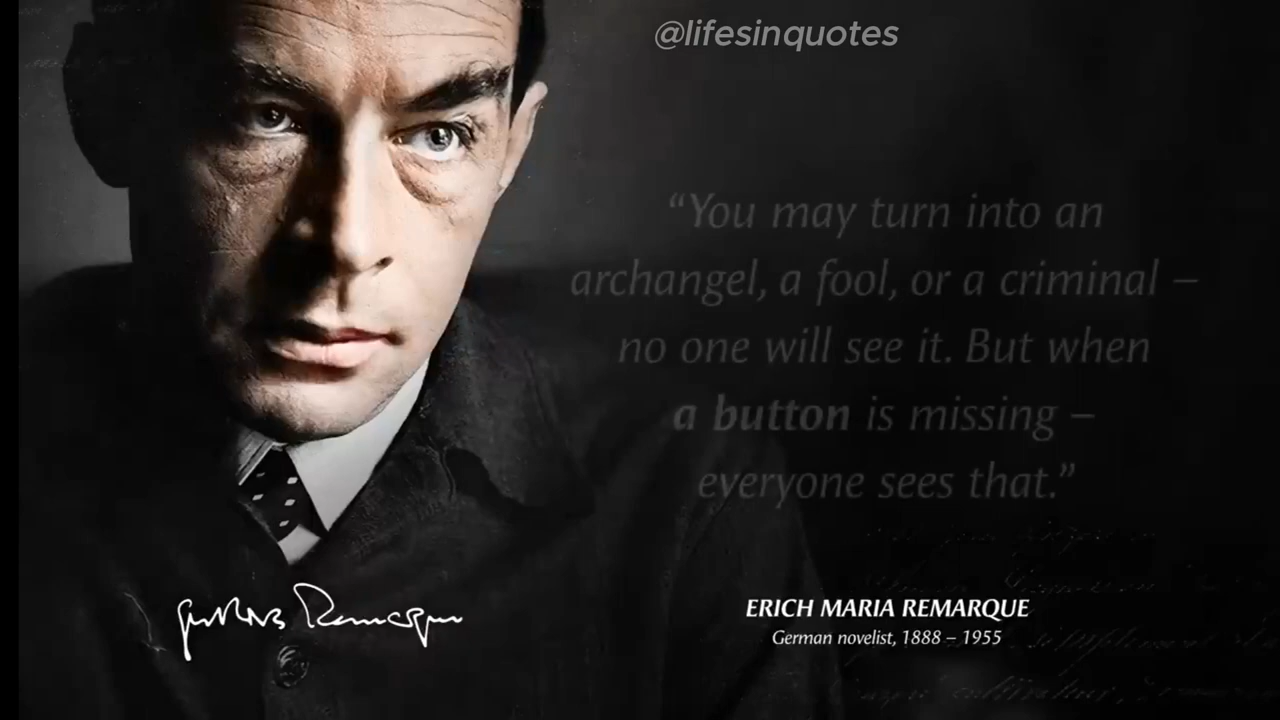 @lifesinquotes
“You may turn into an
archangel, a fool, or a criminal –
no one will see it. But when
a button is missing –
everyone sees that.”
ERICH MARIA REMARQUE
German novelist, 1888 – 1955